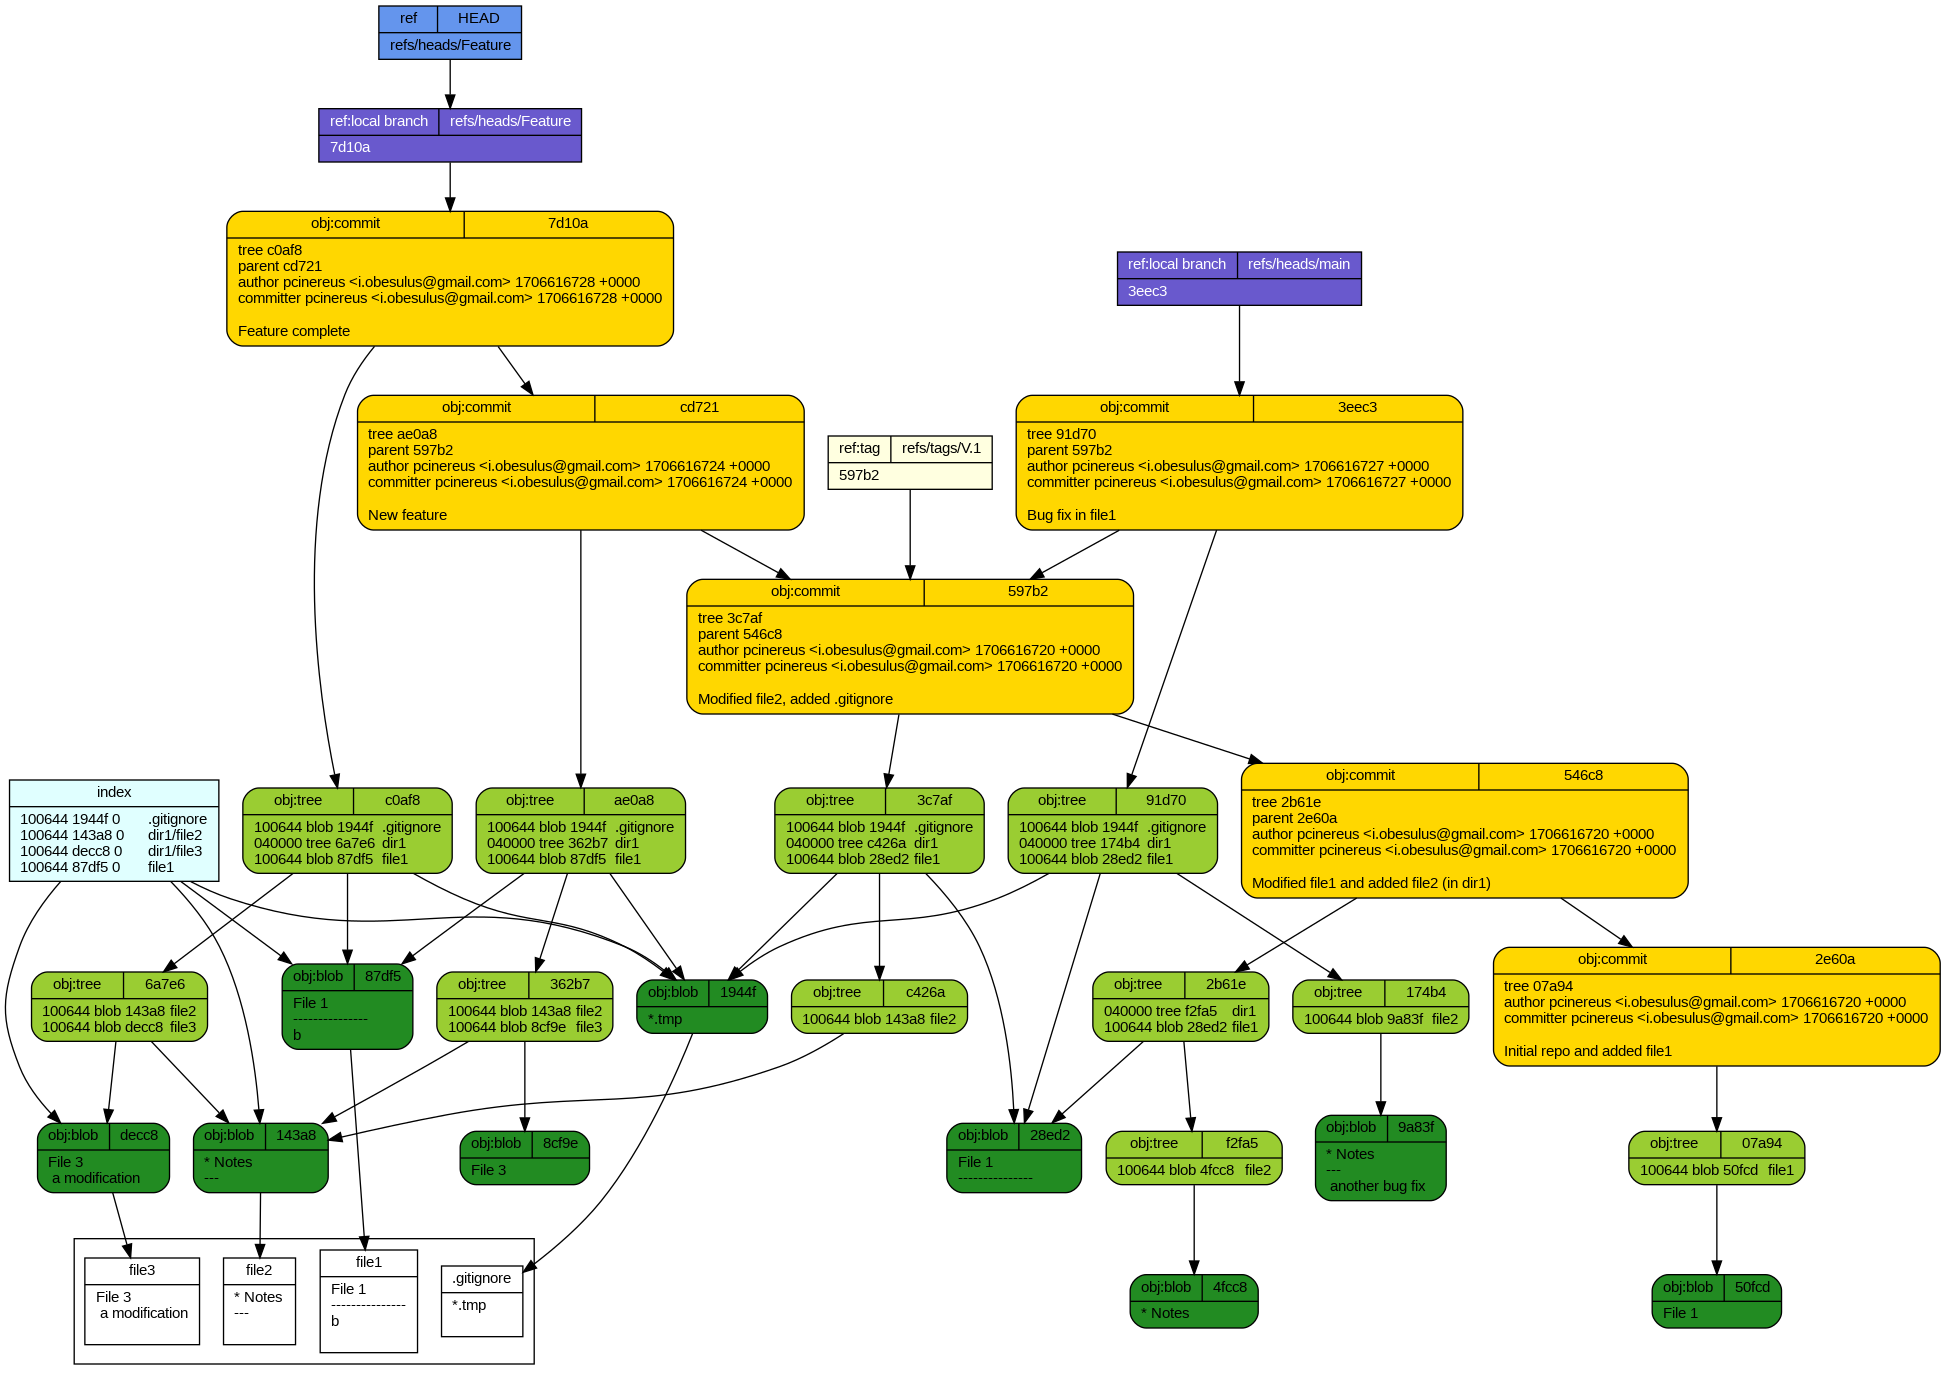 ref HEAD
refs/heads/Feature
ref:local branch refs/heads/Feature
7d10a
obj:commit 7d10a
tree c0af8
parent cd721
author pcinereus <i.obesulus@gmail.com> 1706616728 +0000
committer pcinereus <i.obesulus@gmail.com> 1706616728 +0000
Feature complete
ref:local branch refs/heads/main
3eec3
obj:commit cd721
tree ae0a8
parent 597b2
author pcinereus <i.obesulus@gmail.com> 1706616724 +0000
committer pcinereus <i.obesulus@gmail.com> 1706616724 +0000
New feature
ref:tag refs/tags/V.1
597b2
obj:commit 3eec3
tree 91d70
parent 597b2
author pcinereus <i.obesulus@gmail.com> 1706616727 +0000
committer pcinereus <i.obesulus@gmail.com> 1706616727 +0000
Bug fix in file1
obj:commit 597b2
tree 3c7af
parent 546c8
author pcinereus <i.obesulus@gmail.com> 1706616720 +0000
committer pcinereus <i.obesulus@gmail.com> 1706616720 +0000
Modified file2, added .gitignore
index
100644 1944f 0 .gitignore
100644 143a8 0 dir1/file2
100644 decc8 0 dir1/file3
100644 87df5 0 file1
obj:tree c0af8
100644 blob 1944f .gitignore
040000 tree 6a7e6 dir1
100644 blob 87df5 file1
obj:tree ae0a8
100644 blob 1944f .gitignore
040000 tree 362b7 dir1
100644 blob 87df5 file1
obj:tree 3c7af
100644 blob 1944f .gitignore
040000 tree c426a dir1
100644 blob 28ed2 file1
obj:tree 91d70
100644 blob 1944f .gitignore
040000 tree 174b4 dir1
100644 blob 28ed2 file1
obj:commit 546c8
tree 2b61e
parent 2e60a
author pcinereus <i.obesulus@gmail.com> 1706616720 +0000
committer pcinereus <i.obesulus@gmail.com> 1706616720 +0000
Modified file1 and added file2 (in dir1)
obj:tree 6a7e6
100644 blob 143a8 file2
100644 blob decc8 file3
obj:blob 87df5
File 1
---------------
b
obj:tree 362b7
100644 blob 143a8 file2
100644 blob 8cf9e file3
obj:blob 1944f
*.tmp
obj:tree c426a
100644 blob 143a8 file2
obj:tree 2b61e
040000 tree f2fa5 dir1
100644 blob 28ed2 file1
obj:tree 174b4
100644 blob 9a83f file2
obj:commit 2e60a
tree 07a94
author pcinereus <i.obesulus@gmail.com> 1706616720 +0000
committer pcinereus <i.obesulus@gmail.com> 1706616720 +0000
Initial repo and added file1
obj:blob decc8
File 3
a modification
obj:blob 143a8
* Notes
---
obj:blob 8cf9e
File 3
obj:blob 28ed2
File 1
---------------
obj:tree f2fa5
100644 blob 4fcc8 file2
obj:blob 9a83f
* Notes
---
another bug fix
obj:tree 07a94
100644 blob 50fcd file1
file3
File 3
a modification
file2
* Notes
---
file1
File 1
---------------
b
.gitignore
*.tmp
obj:blob 4fcc8
* Notes
obj:blob 50fcd
File 1